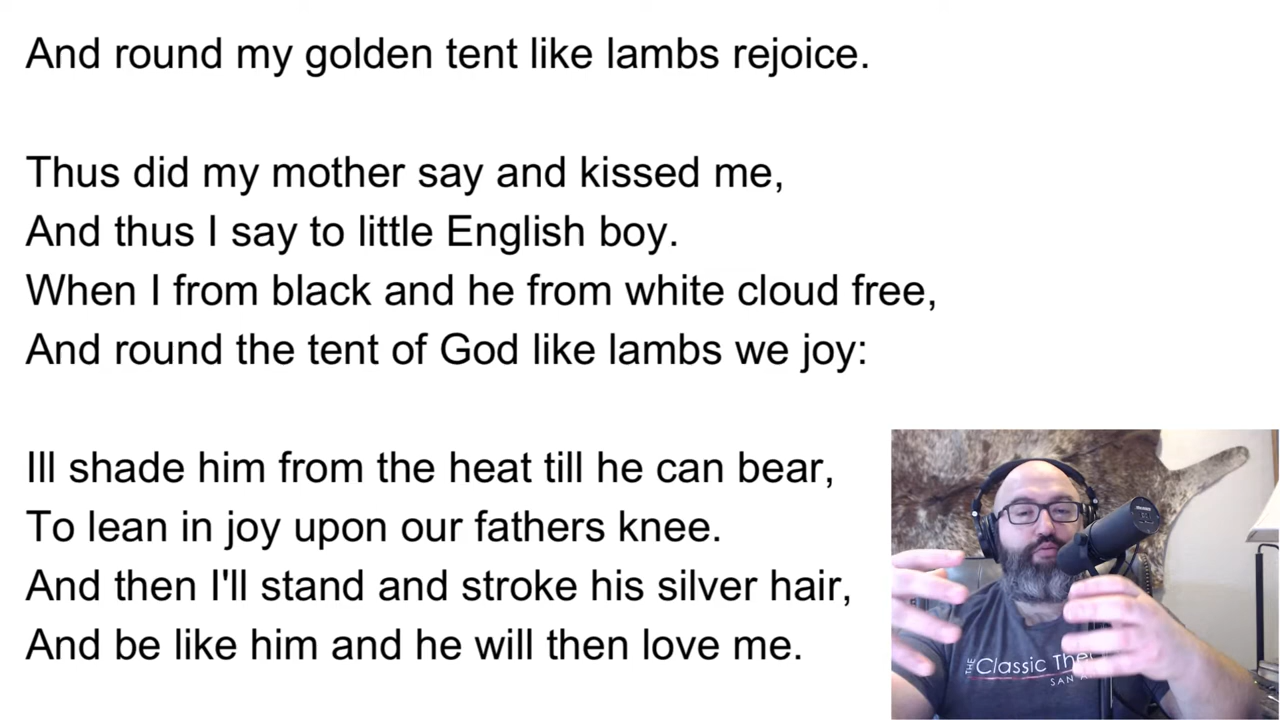 And round my golden tent like lambs rejoice.
Thus did my mother say and kissed me,
And thus I say to little English boy.
When I from black and he from white cloud free,
And round the tent of God like lambs we joy:
Ill shade him from the heat till he can bear,
To lean in joy upon our fathers knee.
And then I'll stand and stroke his silver hair,
And be like him and he will then love me.
THE Classic
SAN